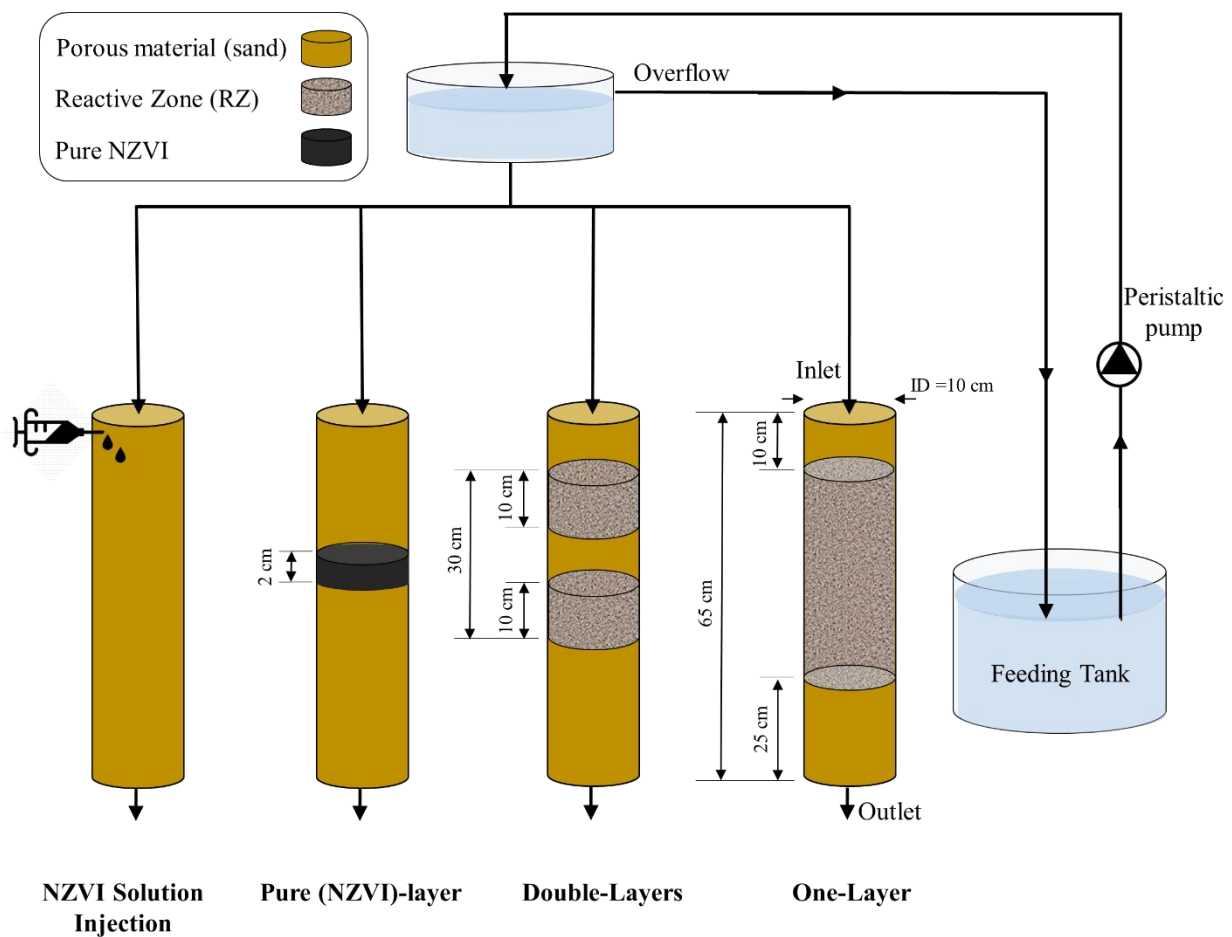 Porous material (sand)
Reactive Zone (RZ)
Pure NZVI
Overflow
Peristaltic
pump
Inlet
ID =10 cm
10 cm
2 cm
10 cm
30 cm
10 cm
65 cm
25 cm
Feeding Tank
Outlet
NZVI Solution
Injection
Pure (NZVI)-layer
Double-Layers
One-Layer